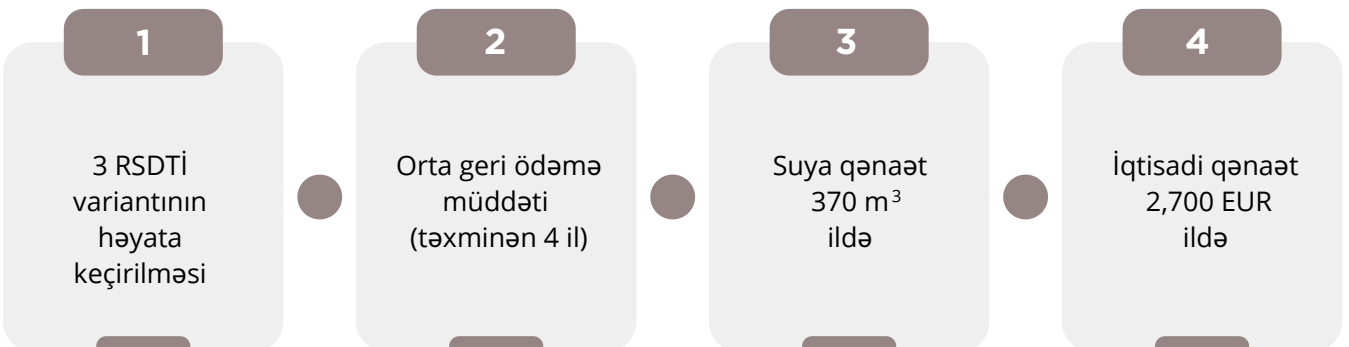 1
3 RSDTİ
variantının
həyata
keçirilməsi
2
Orta geri ödəmə
müddəti
(təxminən 4 il)
3
Suya qənaət
370 m³
ildə
4
İqtisadi qənaət
2,700 EUR
ildə